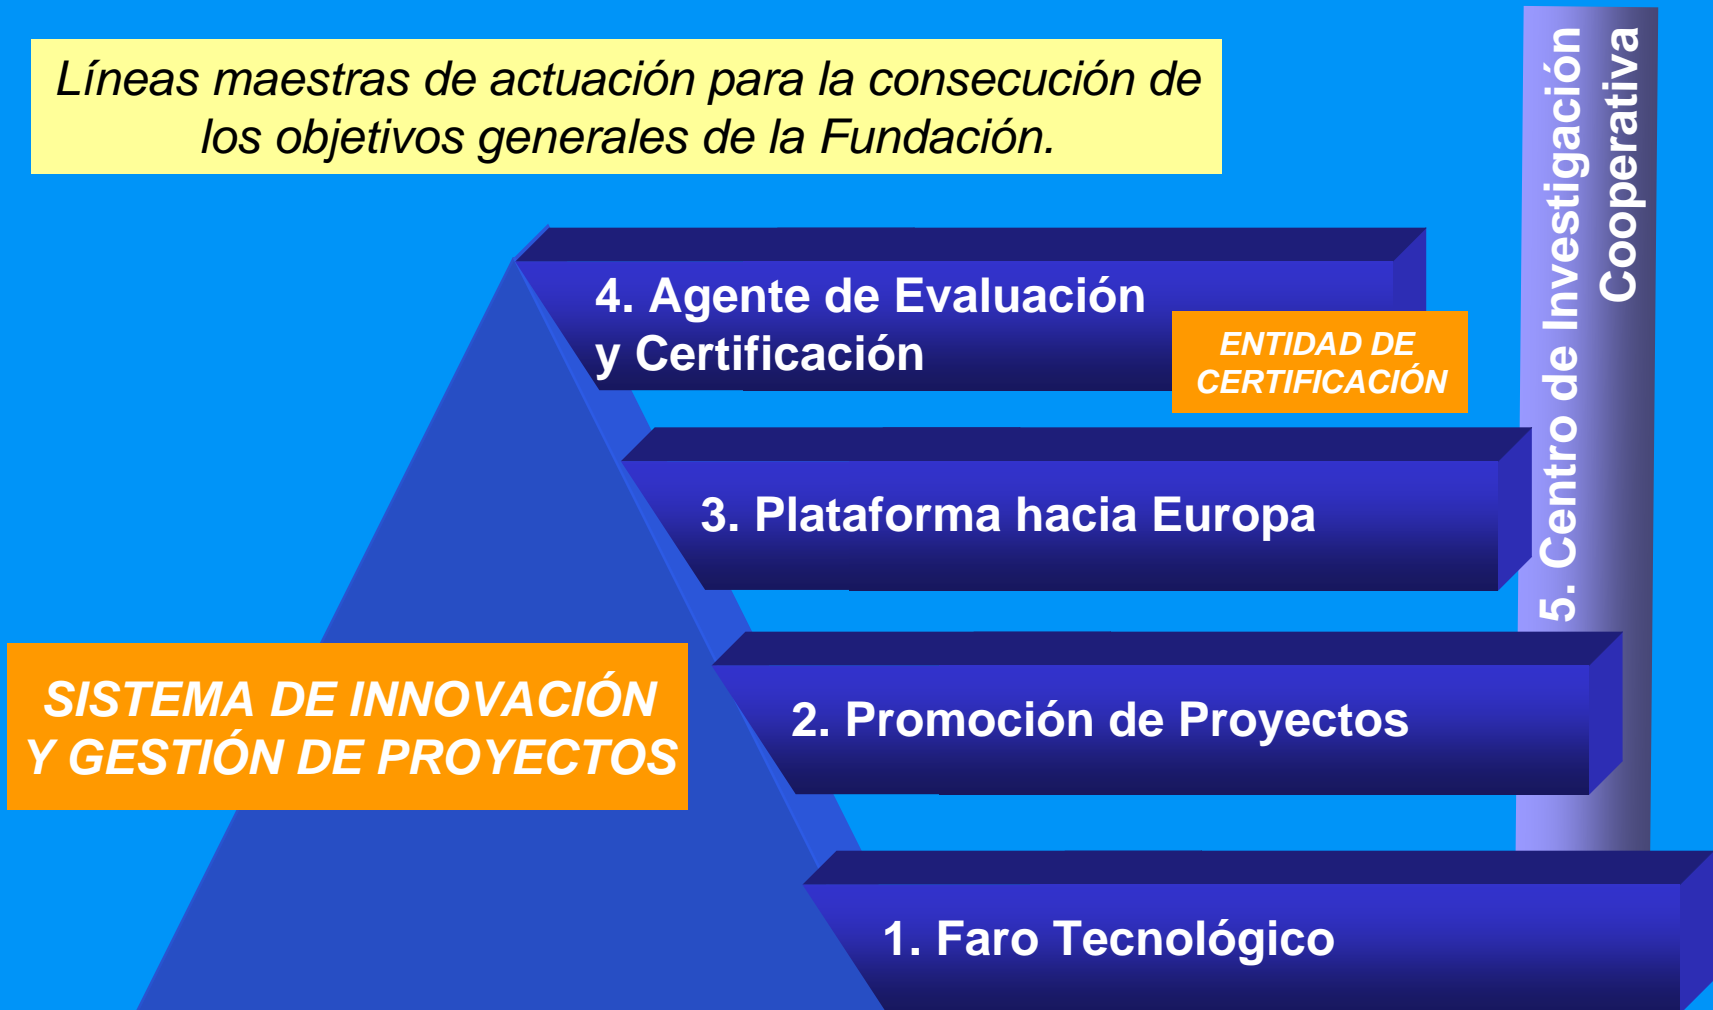 Líneas maestras de actuación para la consecución de
los objetivos generales de la Fundación.
4. Agente de Evaluación
y Certificación
ENTIDAD DE
CERTIFICACIÓN
3. Plataforma hacia Europa
SISTEMA DE INNOVACIÓN
Y GESTIÓN DE PROYECTOS
2. Promoción de Proyectos
1. Faro Tecnológico
5. Centro de Investigación
Cooperativa